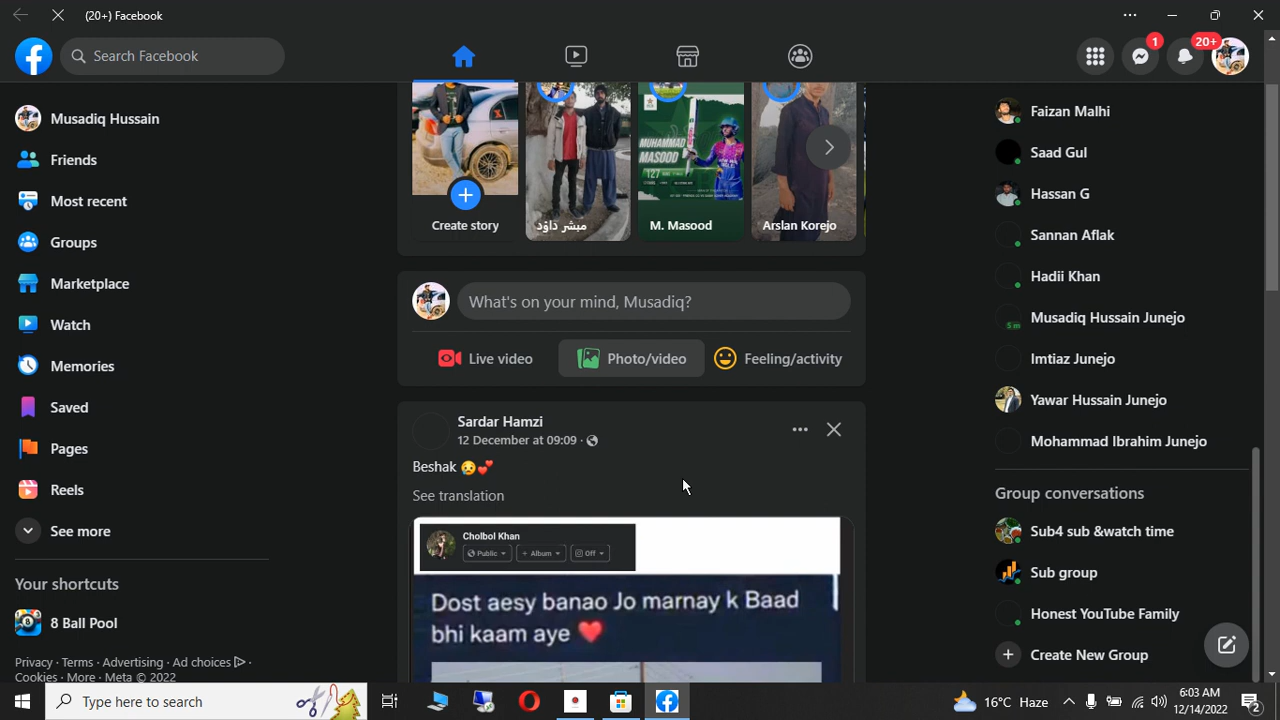 (20+) Facebook
Search Facebook
1
20+
Musadiq Hussain
Friends
Most recent
Groups
Marketplace
Watch
Memories
Saved
Pages
Reels
See more
Your shortcuts
8 Ball Pool
Privacy · Terms · Advertising · Ad choices ·
Cookies · More · Meta © 2022
Create story
مبشر داؤد
MUHAMMAD
MASOOD
127
M. Masood
Arslan Korejo
What's on your mind, Musadiq?
Live video
Photo/video
Feeling/activity
Sardar Hamzi
12 December at 09:09 ·
Beshak 😥💕
See translation
Cholbol Khan
Public
+ Album
Off
Dost aesy banao Jo marnay k Baad
bhi kaam aye ❤️
Faizan Malhi
Saad Gul
Hassan G
Sannan Aflak
Hadii Khan
5 m
Musadiq Hussain Junejo
Imtiaz Junejo
Yawar Hussain Junejo
Mohammad Ibrahim Junejo
Group conversations
Sub4 sub &watch time
Sub group
Honest YouTube Family
Create New Group
Type here to search
16°C Haze
6:03 AM
12/14/2022
2